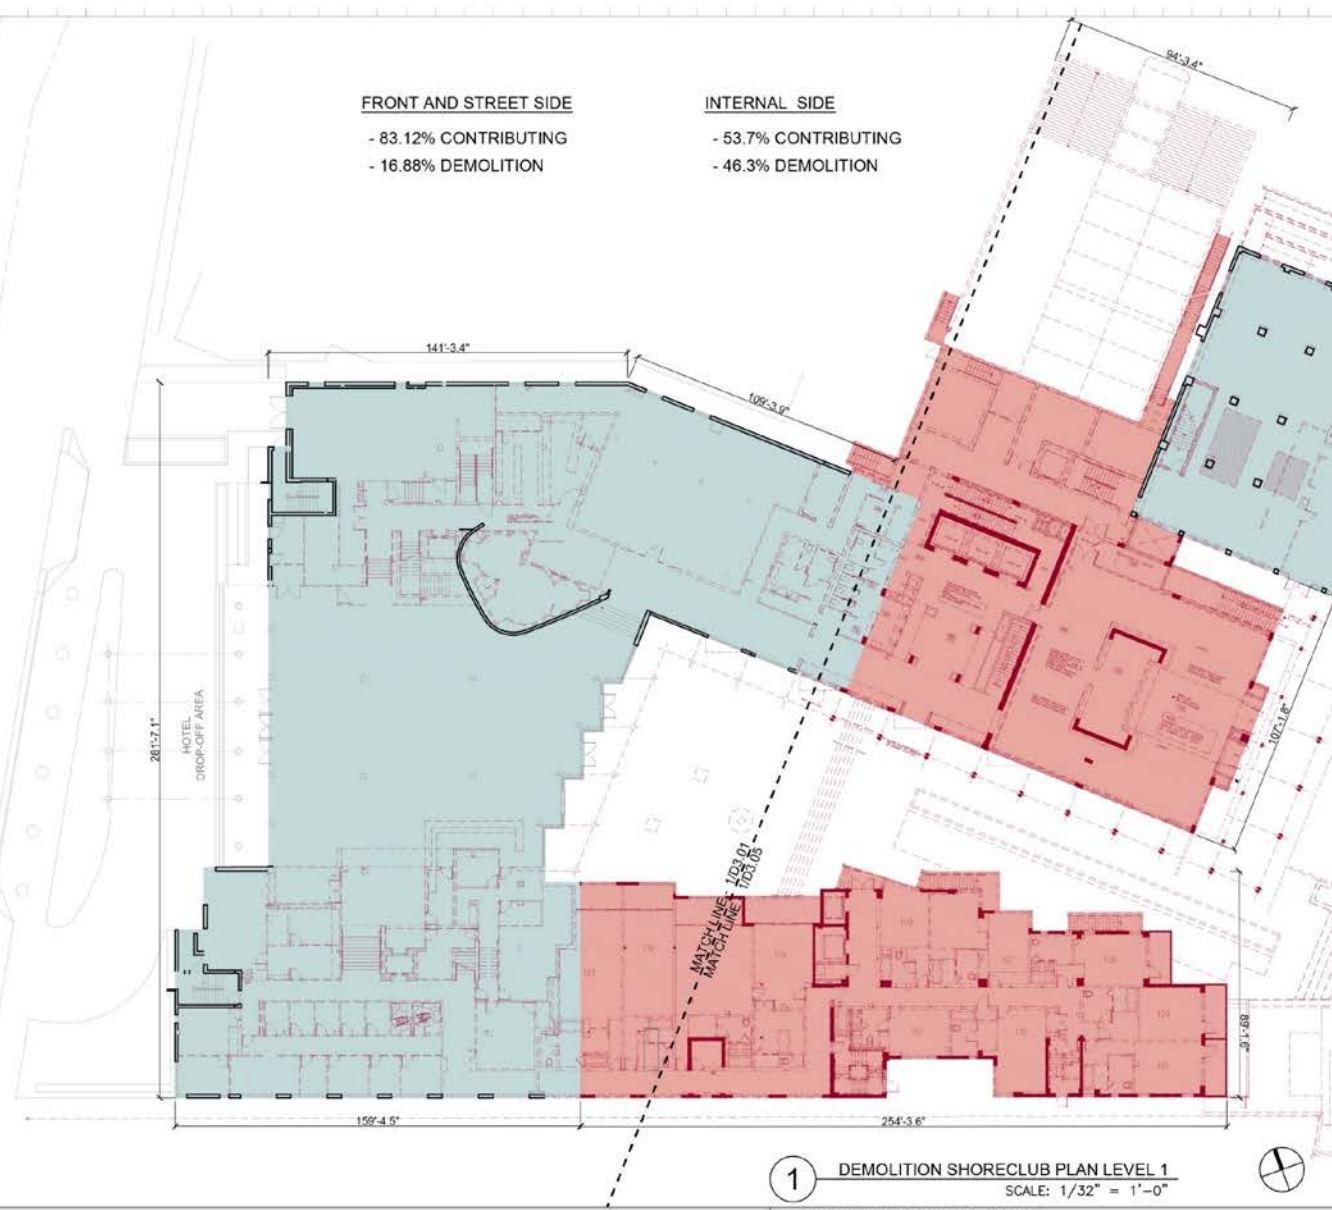 94'-3.4"
FRONT AND STREET SIDE
- 83.12% CONTRIBUTING
- 16.88% DEMOLITION
INTERNAL SIDE
- 53.7% CONTRIBUTING
- 46.3% DEMOLITION
141'-3.4"
109'-3.9"
281'-7.1"
HOTEL
DROP-OFF AREA
107'-1.8"
MATCH LINE - 1/D3.01
MATCH LINE - 1/D3.05
89'-1.6"
159'-4.5"
254'-3.6"
1
DEMOLITION SHORECLUB PLAN LEVEL 1
SCALE: 1/32" = 1'-0"